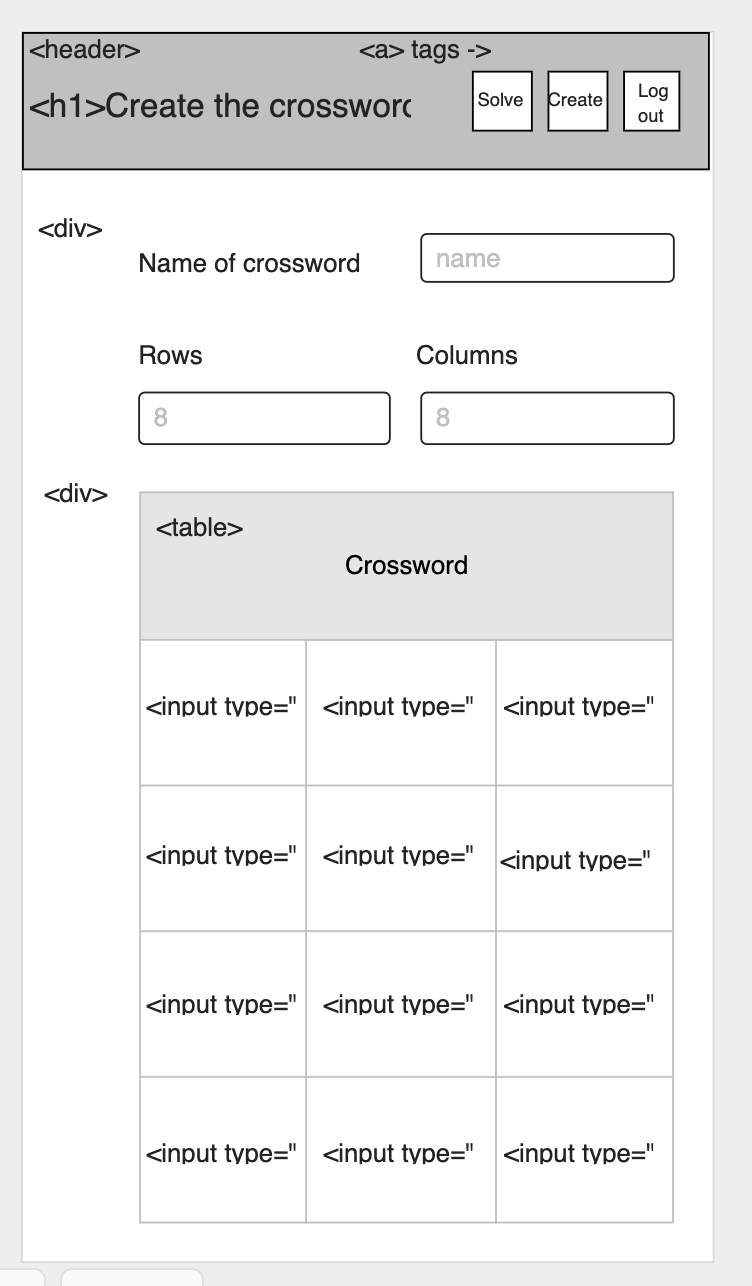 <header>
<a> tags ->
<h1>Create the crossword
Solve
Create
Log
out
<div>
Name of crossword
name
Rows
Columns
8
8
<div>
<table>
Crossword
<input type="
<input type="
<input type="
<input type="
<input type="
<input type="
<input type="
<input type="
<input type="
<input type="
<input type="
<input type="